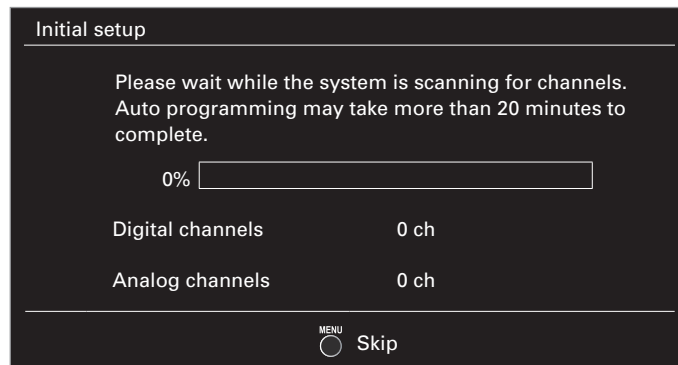 Initial setup
Please wait while the system is scanning for channels.
Auto programming may take more than 20 minutes to
complete.
0%
Digital channels 0 ch
Analog channels 0 ch
MENU Skip